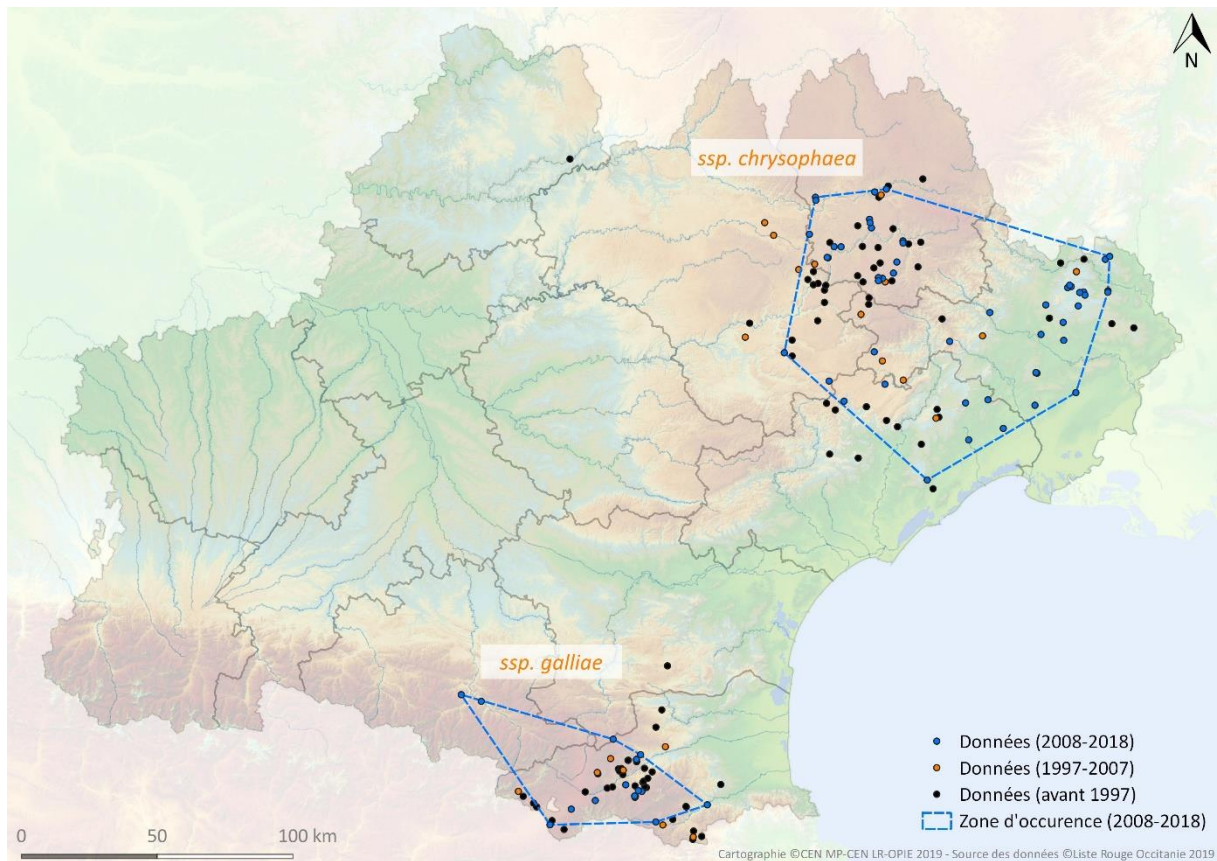 N
ssp. chrysophaea
ssp. galliae
Données (2008-2018)
Données (1997-2007)
Données (avant 1997)
Zone d'occurence (2008-2018)
0 50 100 km
Cartographie ©CEN MP-CEN LR-OPIE 2019 - Source des données ©Liste Rouge Occitanie 2019